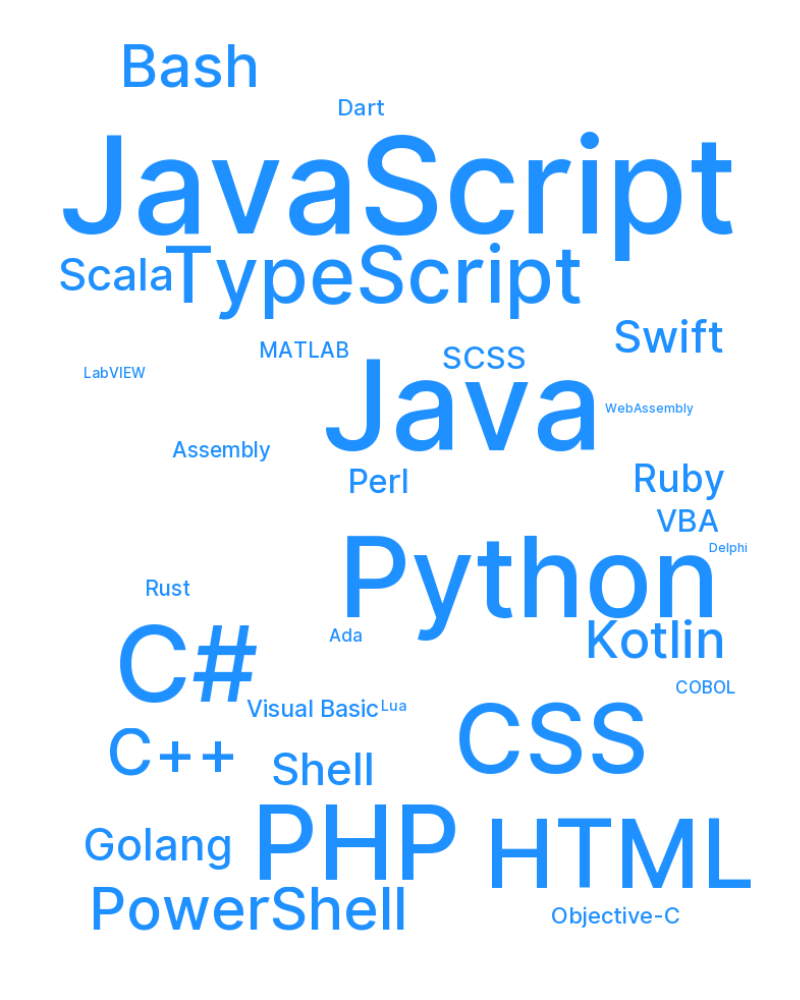 Bash
Dart
JavaScript
Scala
TypeScript
Swift
MATLAB
SCSS
LabVIEW
Java
WebAssembly
Assembly
Perl
Ruby
VBA
Python
Delphi
Rust
Ada
Kotlin
C#
COBOL
Visual Basic
Lua
CSS
C++
Shell
Golang
PHP
HTML
PowerShell
Objective-C